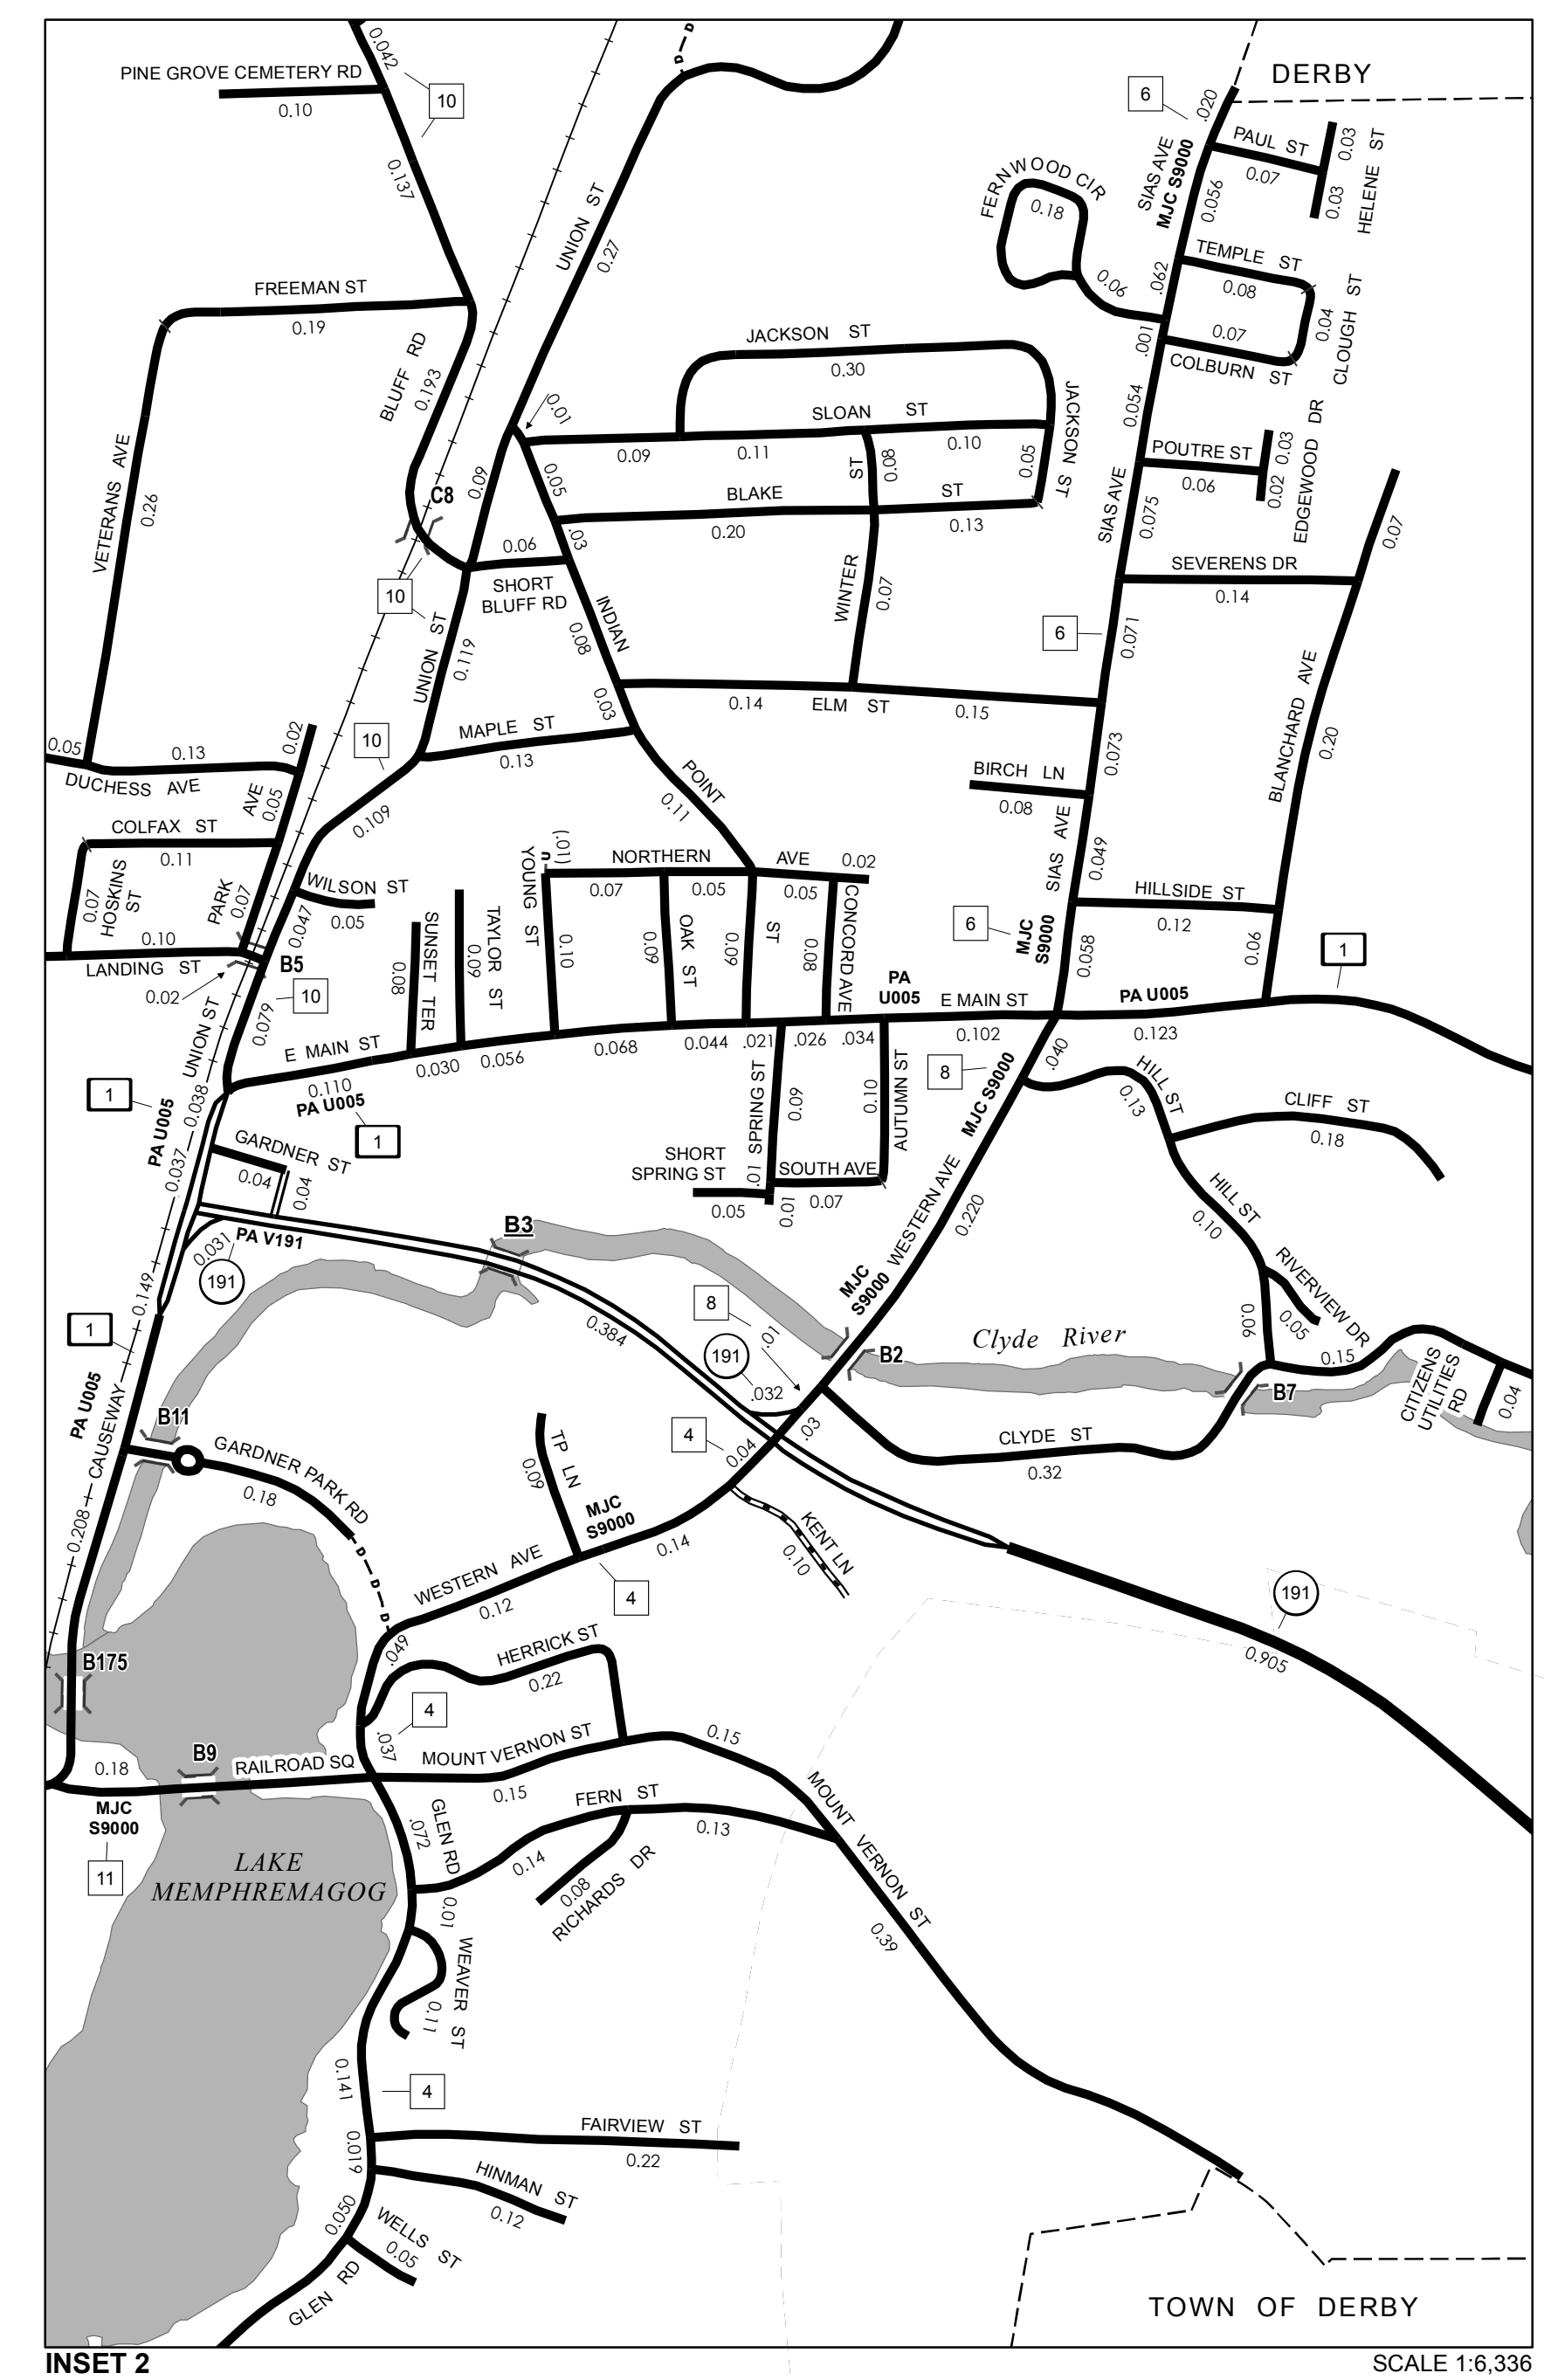 0.042
PINE GROVE CEMETERY RD
0.10
10
0.137
D
D
UNION ST
0.27
DERBY
6
.020
SIAS AVE
MJC S9000
PAUL ST
0.07
0.03
0.03
HELENE ST
0.056
FERNWOOD CIR
0.18
0.06
.062
TEMPLE ST
0.08
0.04
CLOUGH ST
0.07
COLBURN ST
.001
FREEMAN ST
0.19
BLUFF RD
0.193
JACKSON ST
0.30
0.01
SLOAN ST
0.09
0.11
0.10
JACKSON ST
0.05
0.054
POUTRE ST
0.06
0.03
0.02
EDGEWOOD DR
VETERANS AVE
0.26
C8
0.09
0.05
BLAKE ST
0.20
0.13
ST
0.08
SIAS AVE
0.075
0.07
.03
0.06
SHORT
BLUFF RD
10
INDIAN
0.08
WINTER
0.07
SEVERENS DR
0.14
6
0.071
UNION ST
0.119
0.03
0.14
ELM ST
0.15
BLANCHARD AVE
0.20
0.05
0.13
DUCHESS AVE
0.02
10
MAPLE ST
0.13
POINT
0.11
0.073
BIRCH LN
0.08
AVE
0.05
0.109
COLFAX ST
0.11
0.07
HOSKINS
ST
PARK
0.07
WILSON ST
0.05
0.047
(.01)
U
YOUNG ST
NORTHERN AVE
0.07
0.05
0.05
0.02
SIAS AVE
0.049
HILLSIDE ST
0.12
0.10
LANDING ST
B5
0.02
10
0.079
UNION ST
SUNSET TER
0.08
TAYLOR ST
0.09
0.10
OAK ST
0.09
0.09
ST
0.08
CONCORD AVE
6
MJC
S9000
0.058
0.06
1
PA
U005
E MAIN ST
PA U005
0.102
0.123
E MAIN ST
0.110
0.030
0.056
0.068
0.044
.021
.026
.034
PA U005
1
1
0.038
PA U005
0.037
GARDNER ST
0.04
0.04
SPRING ST
0.09
0.10
AUTUMN ST
8
.040
MJC S9000
HILL ST
0.13
CLIFF ST
0.18
SHORT
SPRING ST
.01
SOUTH AVE
0.05
0.01
0.07
WESTERN AVE
0.220
HILL ST
0.10
PA V191
0.031
191
B3
0.149
1
PA U005
0.384
8
191
.01
.032
MJC
S9000
B2
Clyde River
RIVERVIEW DR
0.05
0.06
0.15
B7
CITIZENS
UTILITIES
RD
0.04
B11
CAUSEWAY
GARDNER PARK RD
0.18
4
0.04
.03
CLYDE ST
0.32
TP LN
0.09
MJC
S9000
KENT LN
0.10
0.208
D
D
D
WESTERN AVE
0.14
0.12
4
191
0.905
.049
HERRICK ST
0.22
B175
4
.037
0.18
B9
RAILROAD SQ
MOUNT VERNON ST
0.15
0.15
MJC
S9000
11
GLEN RD
.072
FERN ST
0.13
0.14
0.08
RICHARDS DR
MOUNT VERNON ST
0.39
LAKE
MEMPHREMAGOG
0.01
WEAVER ST
0.11
0.141
4
FAIRVIEW ST
0.22
0.019
HINMAN ST
0.12
0.050
WELLS ST
0.05
GLEN RD
TOWN OF DERBY
INSET 2
SCALE 1:6,336